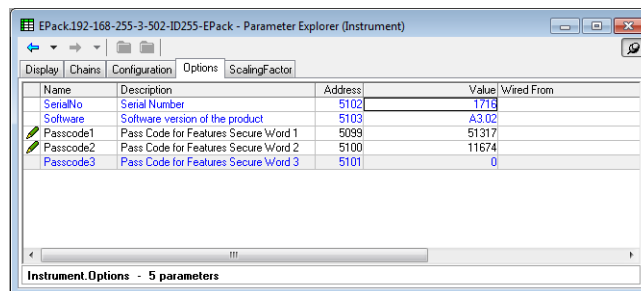 EPack.192-168-255-3-502-ID255-EPack - Parameter Explorer (Instrument)
Display Chains Configuration Options ScalingFactor
Name Description Address Value Wired From
SerialNo Serial Number 5102 1716
Software Software version of the product 5103 A3.02
Passcode1 Pass Code for Features Secure Word 1 5099 51317
Passcode2 Pass Code for Features Secure Word 2 5100 11674
Passcode3 Pass Code for Features Secure Word 3 5101 0
Instrument.Options - 5 parameters